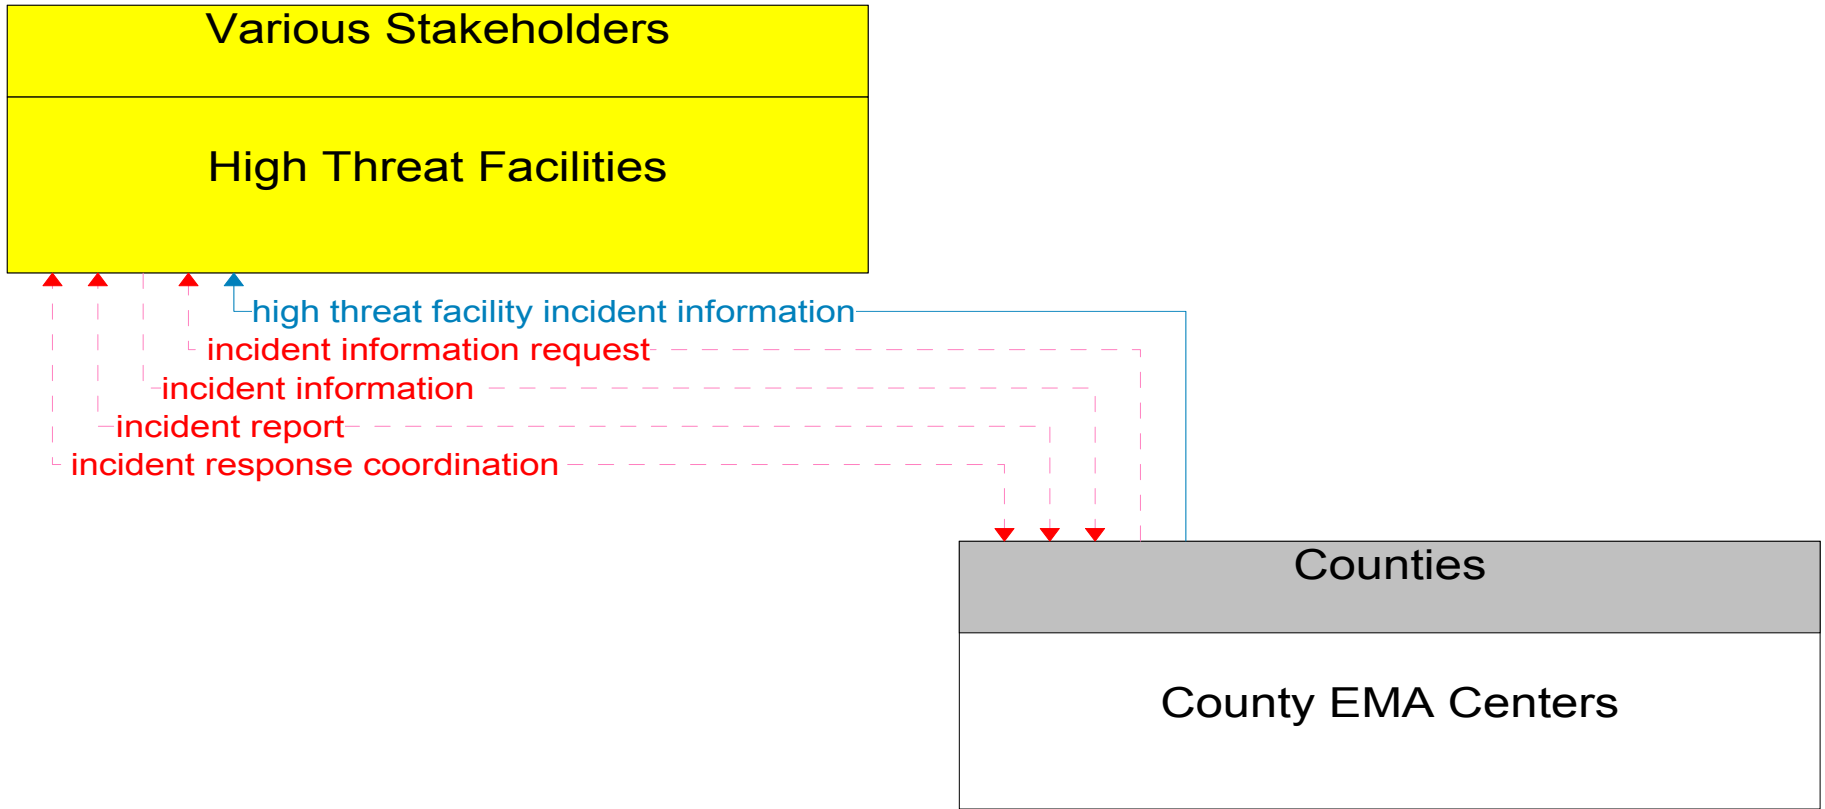 Various Stakeholders
High Threat Facilities
high threat facility incident information
incident information request
incident information
incident report
incident response coordination
Counties
County EMA Centers